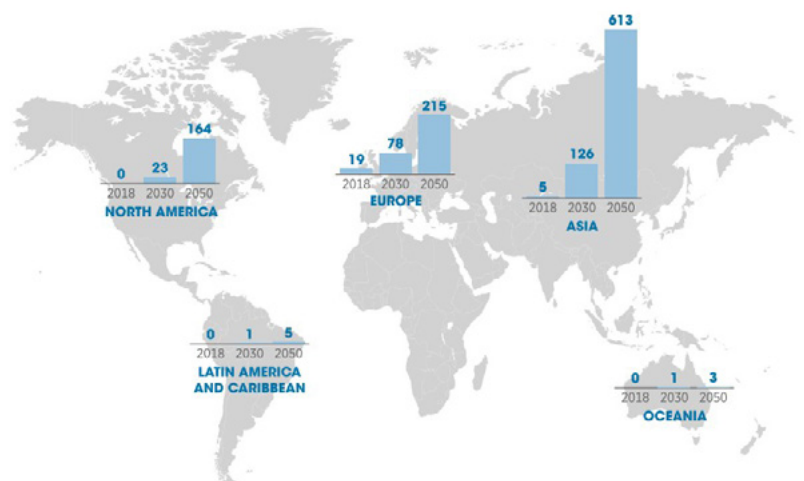 613
215
164
126
78
23
19
0
5
2018 2030 2050
NORTH AMERICA
2018 2030 2050
EUROPE
2018 2030 2050
ASIA
0 1 5
2018 2030 2050
LATIN AMERICA
AND CARIBBEAN
0 1 3
2018 2030 2050
OCEANIA